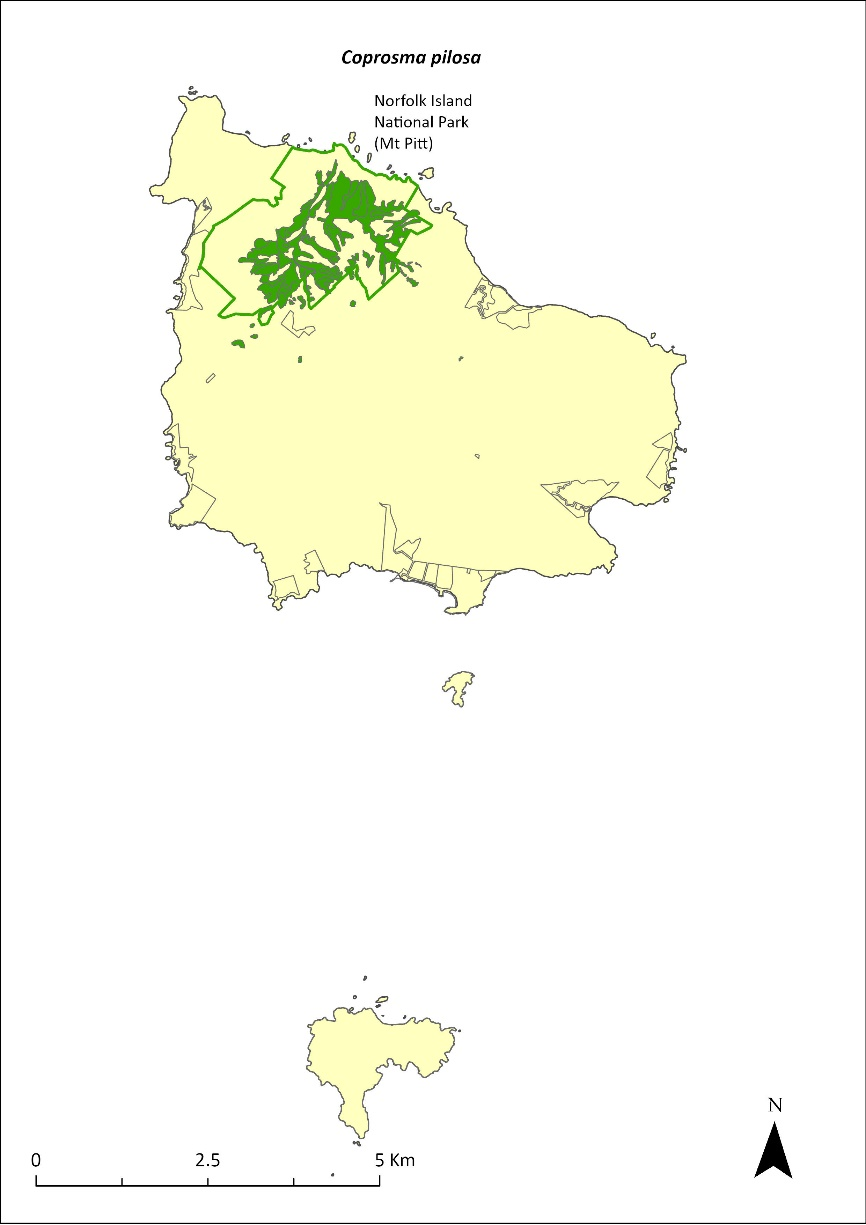 Coprosma pilosa
Norfolk Island
National Park
(Mt Pitt)
N
0 2.5 5 Km